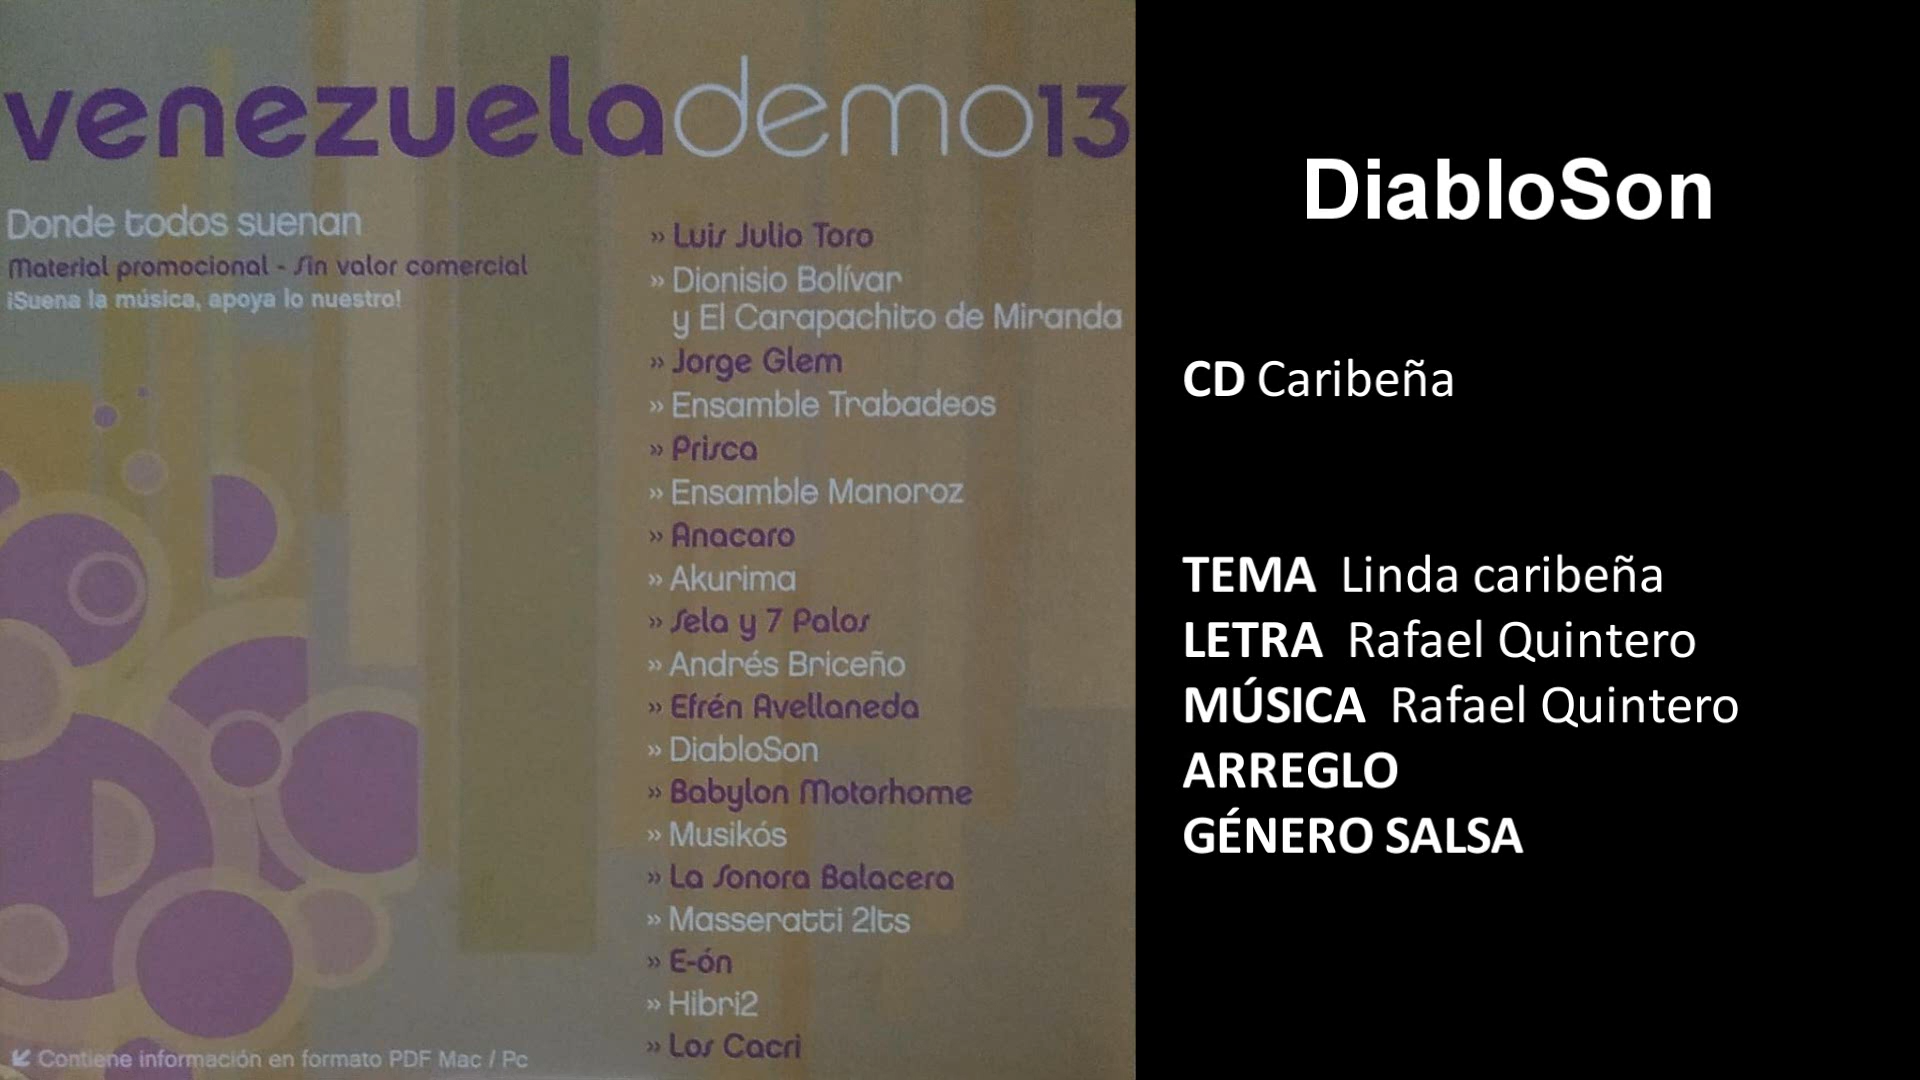 venezuelademo13
Donde todos suenan
Material promocional - Sin valor comercial
¡Suena la música, apoya lo nuestro!
» Luis Julio Toro
» Dionisio Bolívar
y El Carapachito de Miranda
» Jorge Glem
» Ensamble Trabadeos
» Prisca
» Ensamble Manoroz
» Anacaro
» Akurima
» Sela y 7 Palos
» Andrés Briceño
» Efrén Avellaneda
» DiabloSon
» Babylon Motorhome
» Musikós
» La Sonora Balacera
» Masseratti 2lts
» E-ón
» Hibri2
» Los Cacri
Contiene información en formato PDF Mac / Pc
DiabloSon
CD Caribeña
TEMA Linda caribeña
LETRA Rafael Quintero
MÚSICA Rafael Quintero
ARREGLO
GÉNERO SALSA